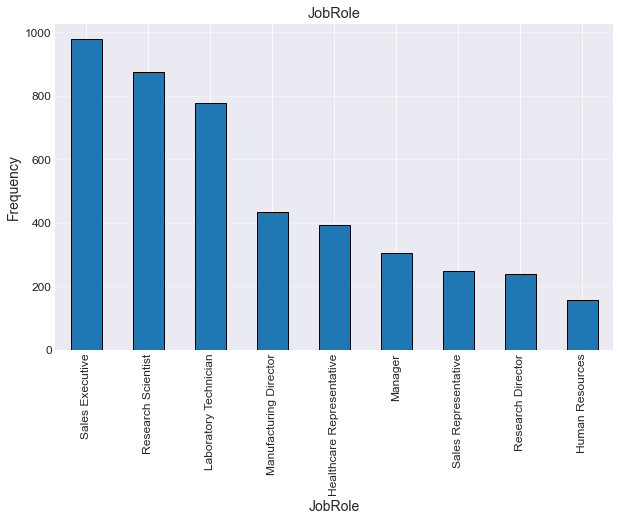 JobRole
1000
800
600
400
200
0
Frequency
Sales Executive
Research Scientist
Laboratory Technician
Manufacturing Director
Healthcare Representative
Manager
Sales Representative
Research Director
Human Resources
JobRole